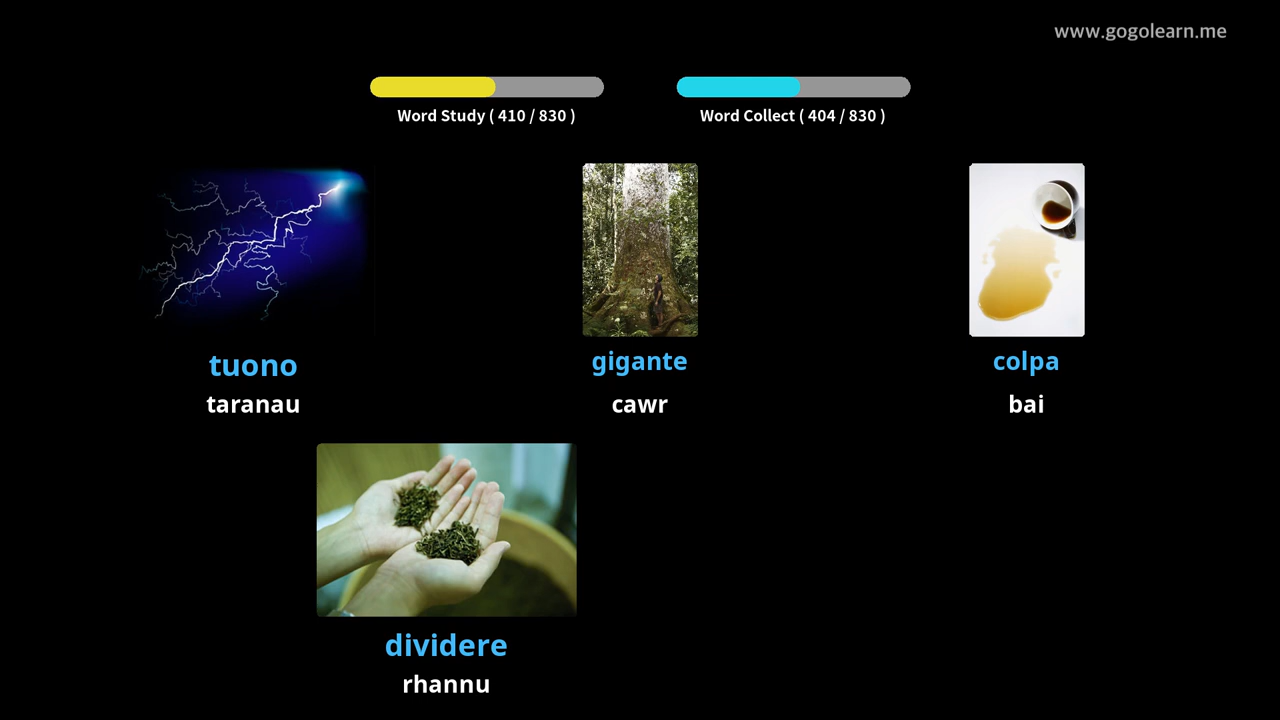 www.gogolearn.me
Word Study ( 410 / 830 )
Word Collect ( 404 / 830 )
tuono
taranau
gigante
cawr
colpa
bai
dividere
rhannu